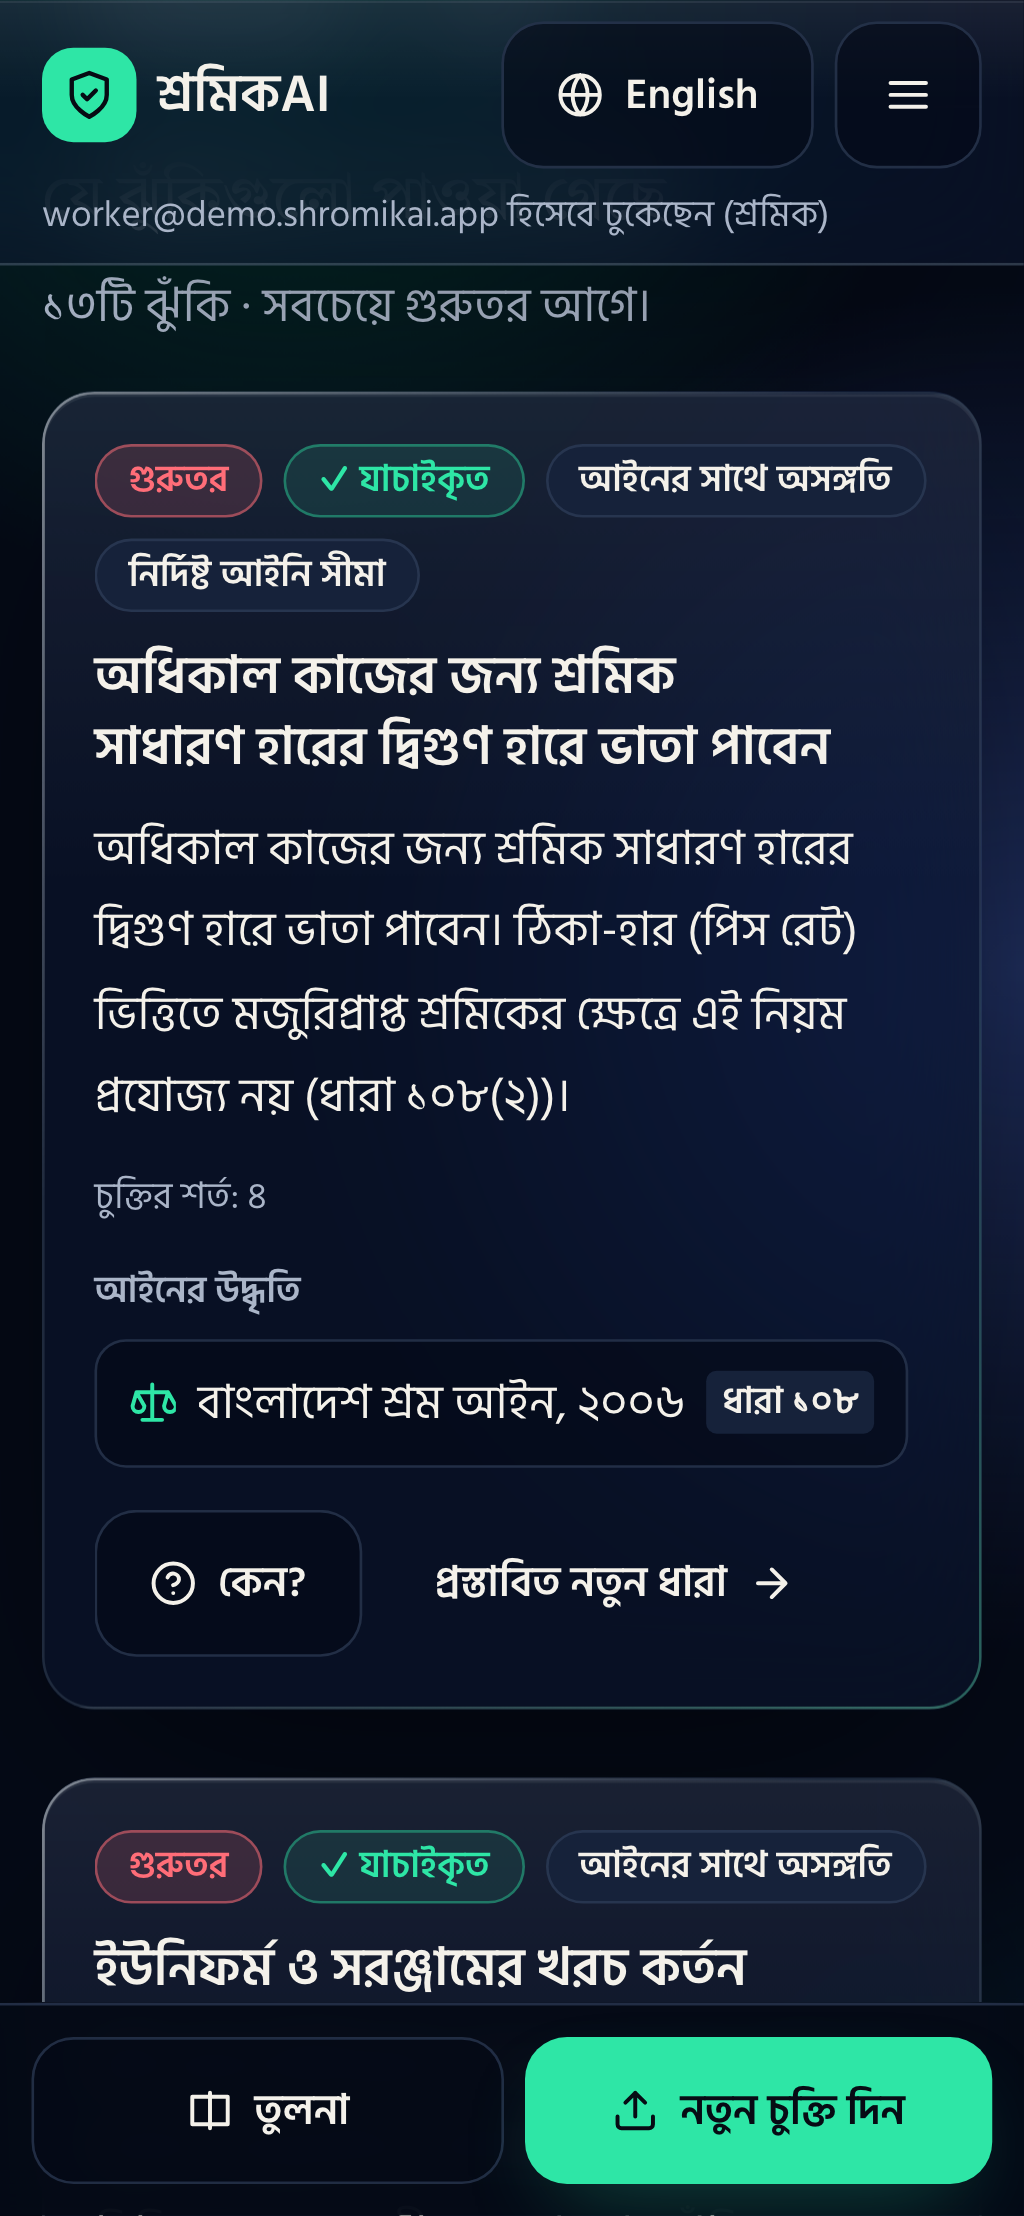 শ্রমিকAI
English
যে ঝুঁকিগুলো পাওয়া গেছে
worker@demo.shromikai.app হিসেবে ঢুকেছেন (শ্রমিক)
১৩টি ঝুঁকি · সবচেয়ে গুরুতর আগে।
গুরুতর ✓ যাচাইকৃত আইনের সাথে অসঙ্গতি
নির্দিষ্ট আইনি সীমা
অধিকাল কাজের জন্য শ্রমিক
সাধারণ হারের দ্বিগুণ হারে ভাতা পাবেন
অধিকাল কাজের জন্য শ্রমিক সাধারণ হারের
দ্বিগুণ হারে ভাতা পাবেন। ঠিকা-হার (পিস রেট)
ভিত্তিতে মজুরিপ্রাপ্ত শ্রমিকের ক্ষেত্রে এই নিয়ম
প্রযোজ্য নয় (ধারা ১০৮(২))।
চুক্তির শর্ত: ৪
আইনের উদ্ধৃতি
বাংলাদেশ শ্রম আইন, ২০০৬ ধারা ১০৮
কেন? প্রস্তাবিত নতুন ধারা →
গুরুতর ✓ যাচাইকৃত আইনের সাথে অসঙ্গতি
ইউনিফর্ম ও সরঞ্জামের খরচ কর্তন
তুলনা
নতুন চুক্তি দিন